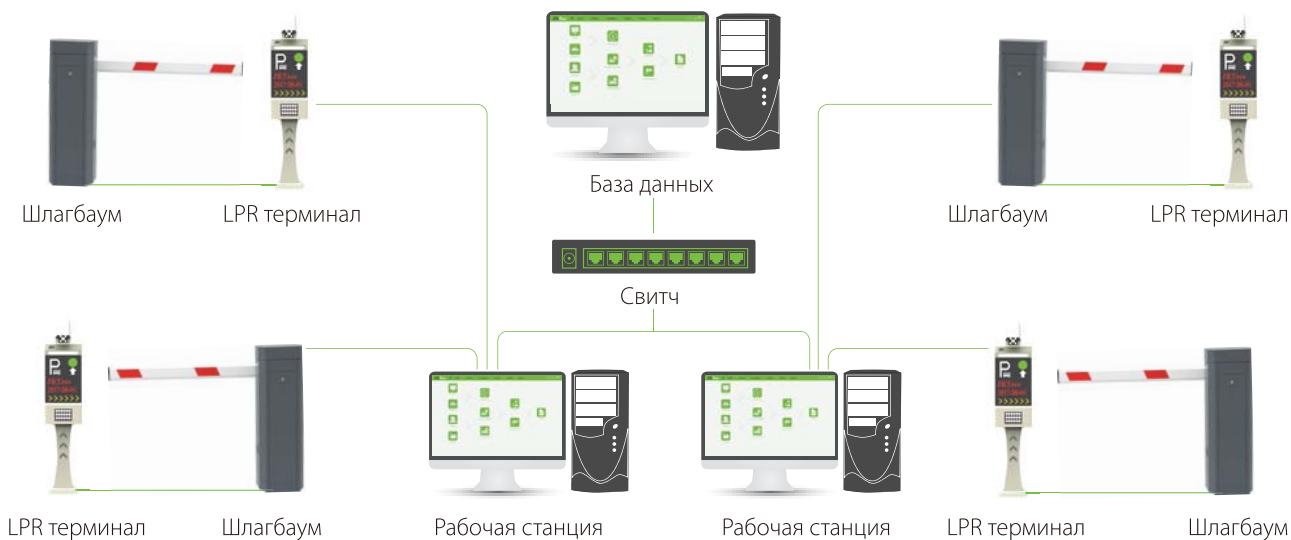 База данных
Шлагбаум
LPR терминал
Шлагбаум
LPR терминал
Свитч
LPR терминал
Шлагбаум
Рабочая станция
Рабочая станция
LPR терминал
Шлагбаум